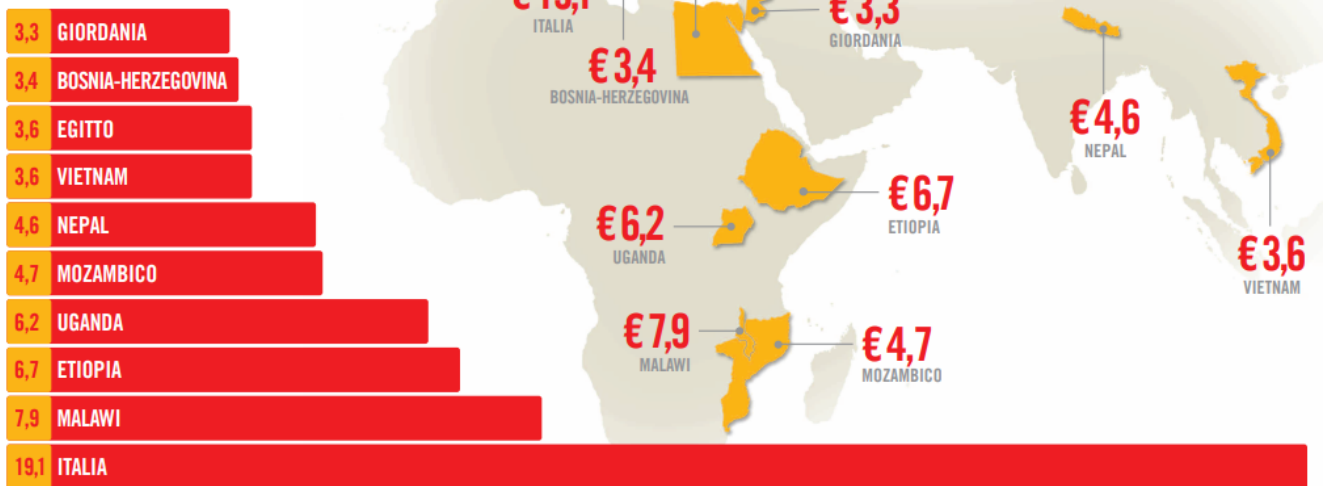 3,3 GIORDANIA
3,4 BOSNIA-HERZEGOVINA
3,6 EGITTO
3,6 VIETNAM
4,6 NEPAL
4,7 MOZAMBICO
6,2 UGANDA
6,7 ETIOPIA
7,9 MALAWI
19,1 ITALIA
ITALIA
€ 3,3
GIORDANIA
€ 3,4
BOSNIA-HERZEGOVINA
€ 4,6
NEPAL
€ 6,7
ETIOPIA
€ 6,2
UGANDA
€ 3,6
VIETNAM
€ 7,9
MALAWI
€ 4,7
MOZAMBICO